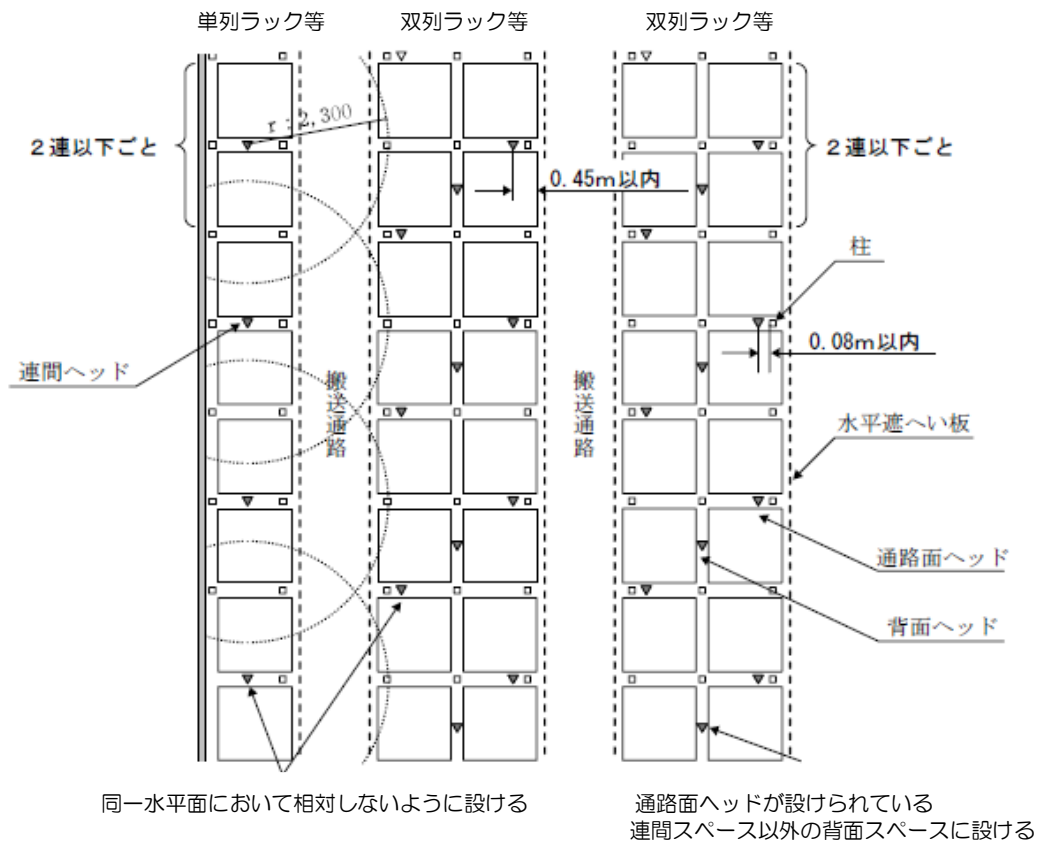 単列ラック等
双列ラック等
双列ラック等
2連以下ごと
r:2,300
0.45m以内
2連以下ごと
柱
0.08m以内
連間ヘッド
搬送通路
搬送通路
水平遮へい板
通路面ヘッド
背面ヘッド
同一水平面において相対しないように設ける
通路面ヘッドが設けられている
連間スペース以外の背面スペースに設ける